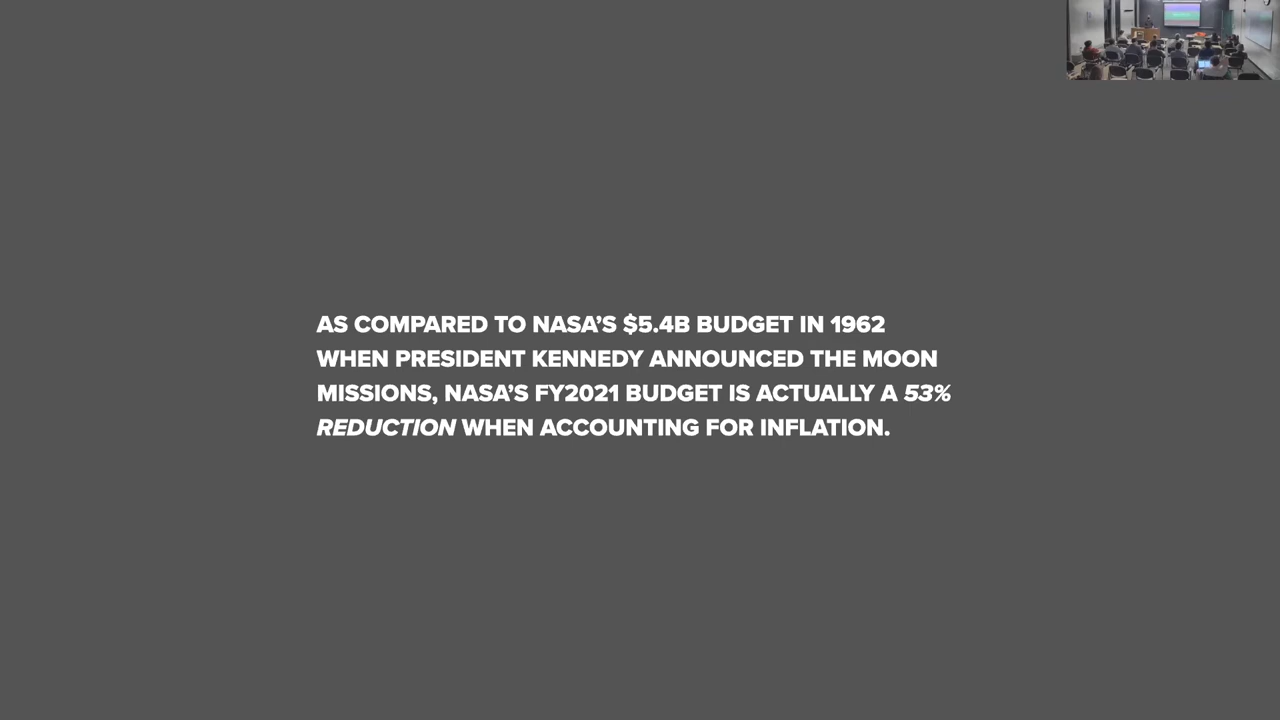 AS COMPARED TO NASA’S $5.4B BUDGET IN 1962
WHEN PRESIDENT KENNEDY ANNOUNCED THE MOON
MISSIONS, NASA’S FY2021 BUDGET IS ACTUALLY A 53%
REDUCTION WHEN ACCOUNTING FOR INFLATION.